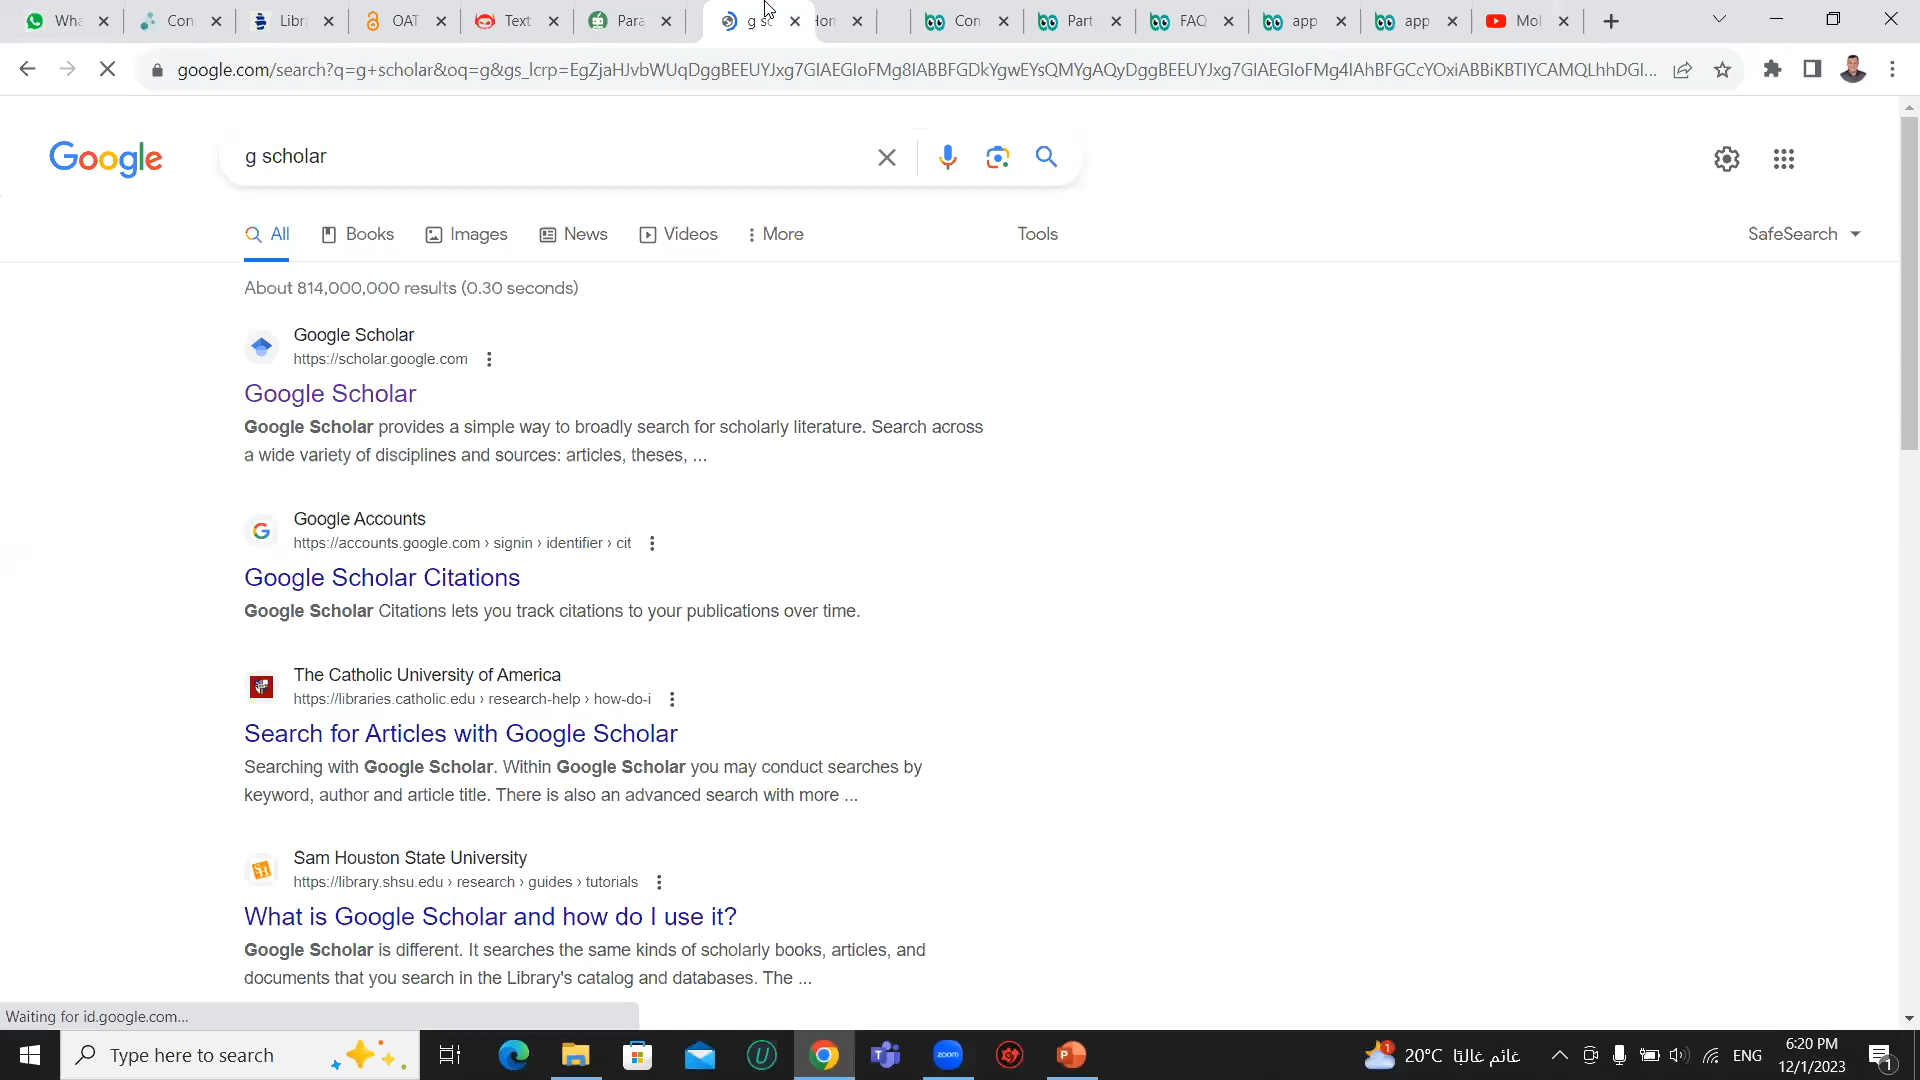 Wha
Con
Libr
OAT
Text
Para
g sc
Hom
Con
Part
FAQ
app
app
Mol
google.com/search?q=g+scholar&oq=g&gs_lcrp=EgZjaHJvbWUqDggBEEUYJxg7GIAEGIoFMg8IABBFGDkYgwEYsQMYgAQyDggBEEUYJxg7GIAEGIoFMg4IAhBFGCcYOxiABBiKBTIYCAMQLhhDGI...
Google
g scholar
All
Books
Images
News
Videos
More
Tools
SafeSearch
About 814,000,000 results (0.30 seconds)
Google Scholar
https://scholar.google.com
Google Scholar
Google Scholar provides a simple way to broadly search for scholarly literature. Search across
a wide variety of disciplines and sources: articles, theses, ...
Google Accounts
https://accounts.google.com › signin › identifier › cit
Google Scholar Citations
Google Scholar Citations lets you track citations to your publications over time.
The Catholic University of America
https://libraries.catholic.edu › research-help › how-do-i
Search for Articles with Google Scholar
Searching with Google Scholar. Within Google Scholar you may conduct searches by
keyword, author and article title. There is also an advanced search with more ...
Sam Houston State University
https://library.shsu.edu › research › guides › tutorials
What is Google Scholar and how do I use it?
Google Scholar is different. It searches the same kinds of scholarly books, articles, and
documents that you search in the Library's catalog and databases. The ...
Waiting for id.google.com...
Type here to search
zoom
1
20°C غائم غالبًا
ENG
6:20 PM
12/1/2023
1